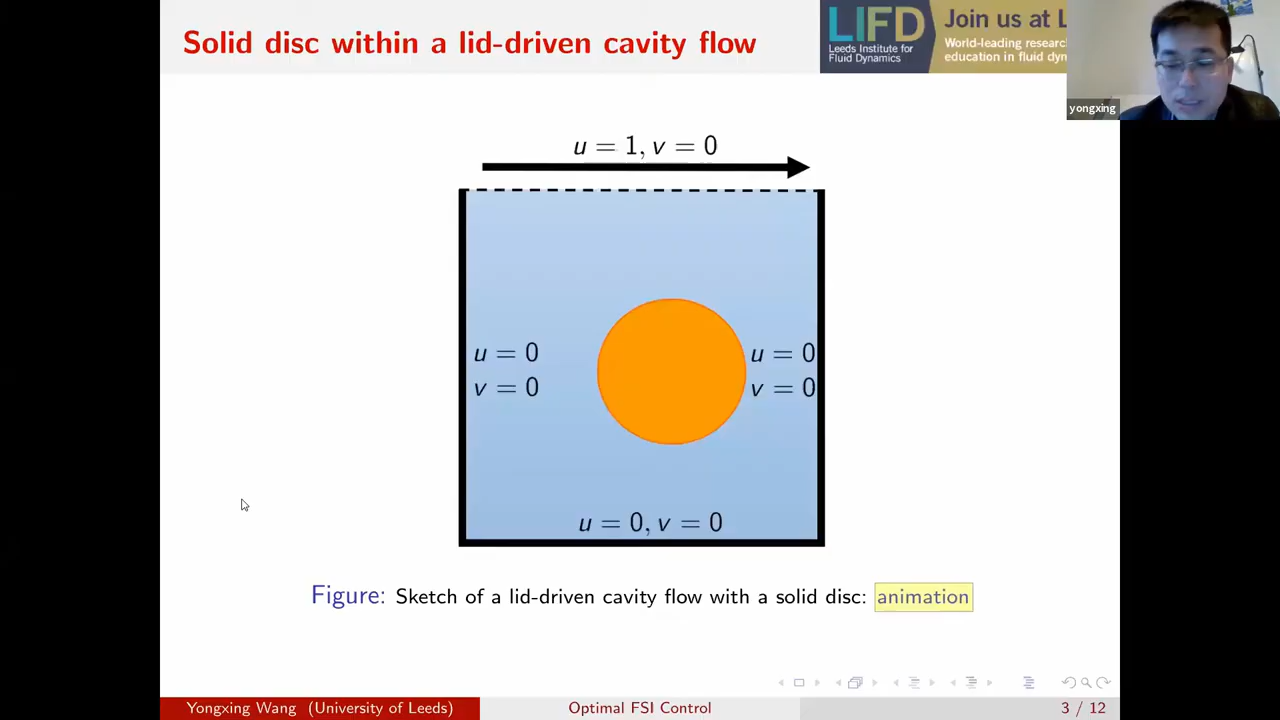 Solid disc within a lid-driven cavity flow
LIFD
Leeds Institute for
Fluid Dynamics
Join us at L
World-leading researc
education in fluid dyn
yongxing
u = 1, v = 0
u = 0
v = 0
u = 0
v = 0
u = 0, v = 0
Figure: Sketch of a lid-driven cavity flow with a solid disc: animation
Yongxing Wang (University of Leeds)
Optimal FSI Control
3 / 12